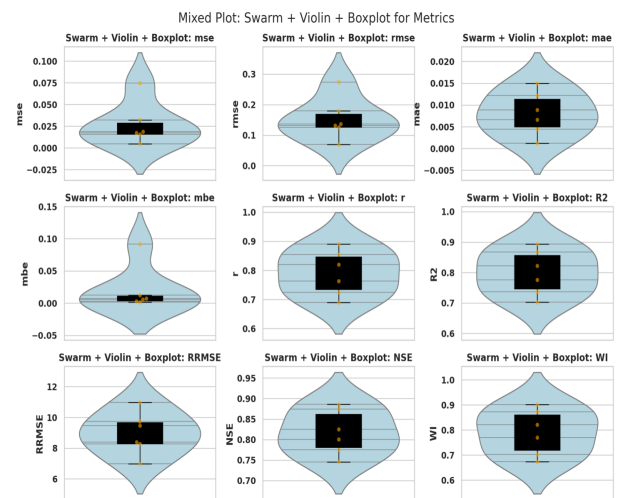 Mixed Plot: Swarm + Violin + Boxplot for Metrics
Swarm + Violin + Boxplot: mse
Swarm + Violin + Boxplot: rmse
Swarm + Violin + Boxplot: mae
0.100
0.075
0.050
0.025
0.000
−0.025
mse
0.3
0.2
0.1
0.0
rmse
0.020
0.015
0.010
0.005
0.000
−0.005
mae
Swarm + Violin + Boxplot: mbe
Swarm + Violin + Boxplot: r
Swarm + Violin + Boxplot: R2
0.15
0.10
0.05
0.00
−0.05
mbe
1.0
0.9
0.8
0.7
0.6
r
1.0
0.9
0.8
0.7
0.6
R2
Swarm + Violin + Boxplot: RRMSE
Swarm + Violin + Boxplot: NSE
Swarm + Violin + Boxplot: WI
12
10
8
6
RRMSE
0.95
0.90
0.85
0.80
0.75
0.70
NSE
1.0
0.9
0.8
0.7
0.6
WI